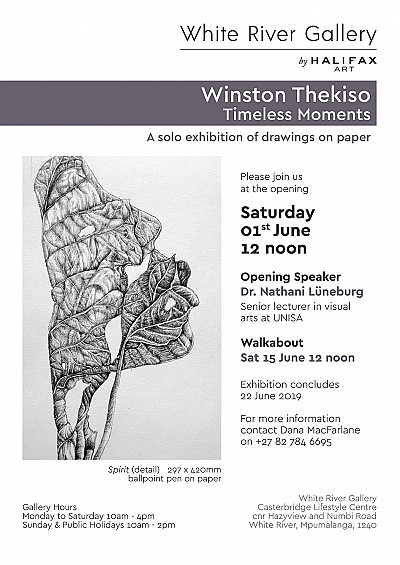 White River Gallery
by HALIFAX
ART
Winston Thekiso
Timeless Moments
A solo exhibition of drawings on paper
Please join us
at the opening
Saturday
01st June
12 noon
Opening Speaker
Dr. Nathani Lüneburg
Senior lecturer in visual
arts at UNISA
Walkabout
Sat 15 June 12 noon
Exhibition concludes
22 June 2019
For more information
contact Dana MacFarlane
on +27 82 784 6695
Spirit (detail) 297 x 420mm
ballpoint pen on paper
Gallery Hours
Monday to Saturday 10am - 4pm
Sunday & Public Holidays 10am - 2pm
White River Gallery
Casterbridge Lifestyle Centre
cnr Hazyview and Numbi Road
White River, Mpumalanga, 1240